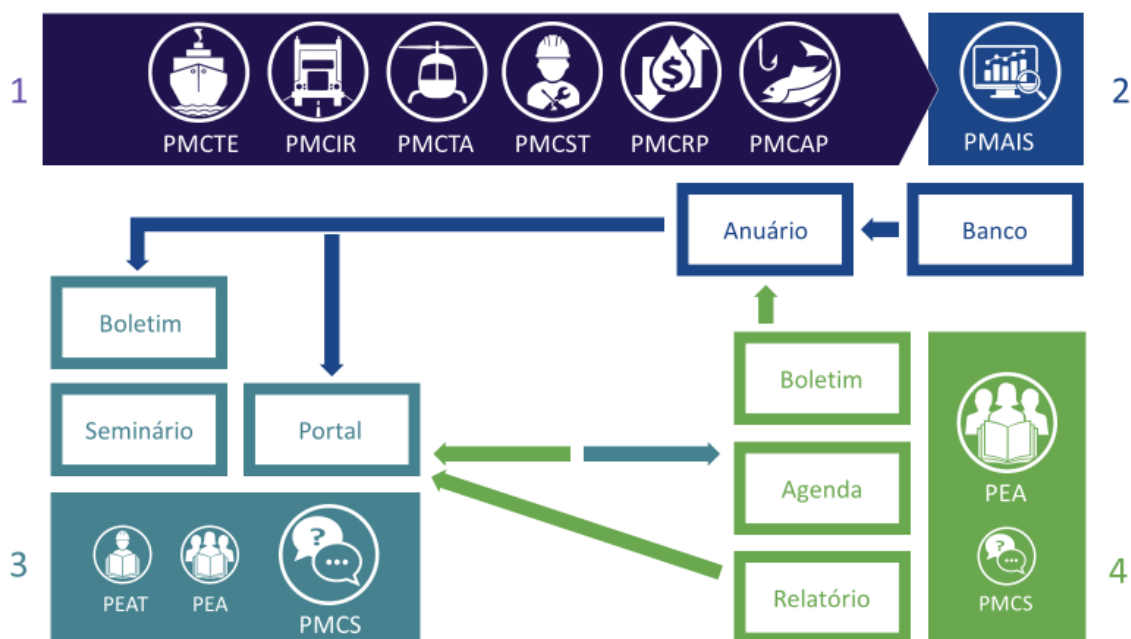 1
PMCTE
PMCIR
PMCTA
PMCST
PMCRP
$
PMCAP
PMAIS
2
Anuário
Banco
Boletim
Seminário
Portal
Boletim
Agenda
Relatório
PEA
?
...
PMCS
4
3
PEAT
PEA
?
...
PMCS